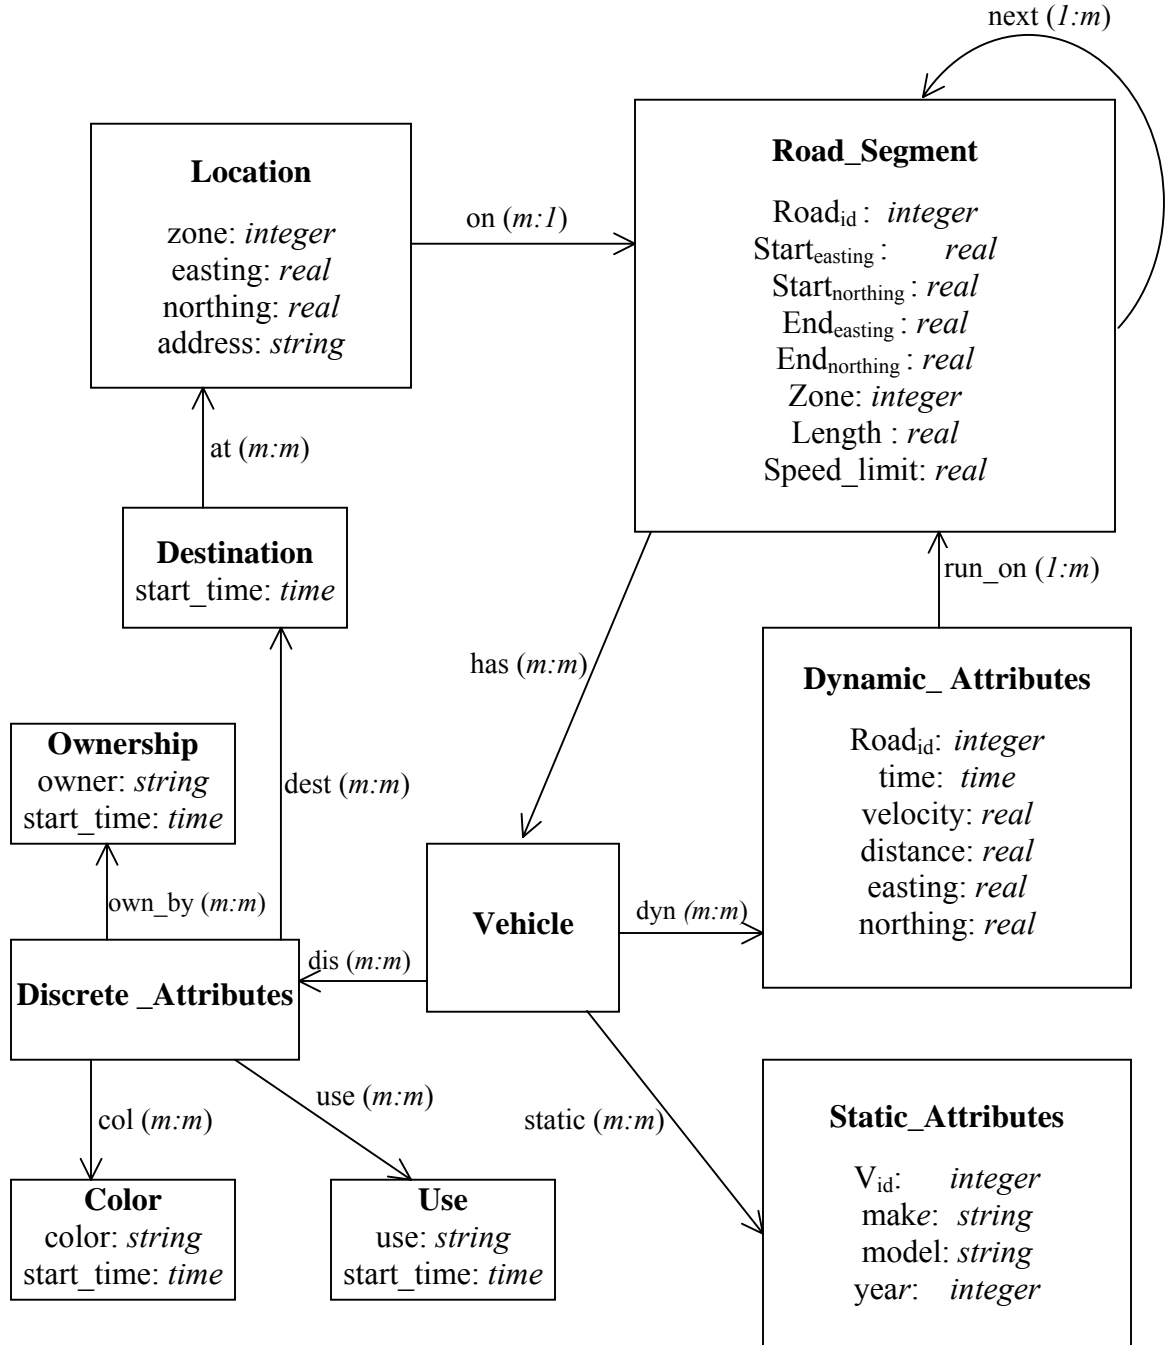 next (1:m)
Location
zone: integer
easting: real
northing: real
address: string
on (m:1)
Road_Segment
Roadid : integer
Starteasting : real
Startnorthing : real
Endeasting : real
Endnorthing : real
Zone: integer
Length : real
Speed_limit: real
at (m:m)
Destination
start_time: time
run_on (1:m)
has (m:m)
Dynamic_ Attributes
Roadid: integer
time: time
velocity: real
distance: real
easting: real
northing: real
Ownership
owner: string
start_time: time
dest (m:m)
own_by (m:m)
Vehicle
dyn (m:m)
dis (m:m)
Discrete _Attributes
col (m:m)
use (m:m)
static (m:m)
Color
color: string
start_time: time
Use
use: string
start_time: time
Static_Attributes
Vid: integer
make: string
model: string
year: integer